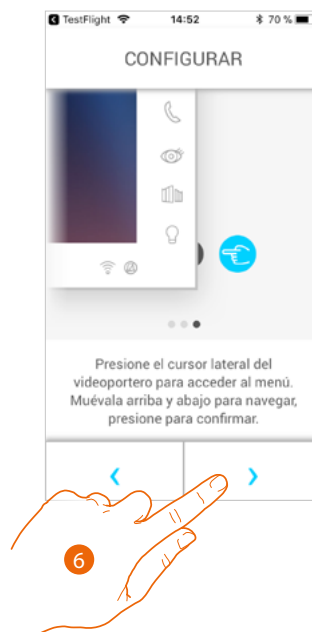 TestFlight 14:52 70 %
CONFIGURAR
Presione el cursor lateral del
videoportero para acceder al menú.
Muévala arriba y abajo para navegar,
presione para confirmar.
6